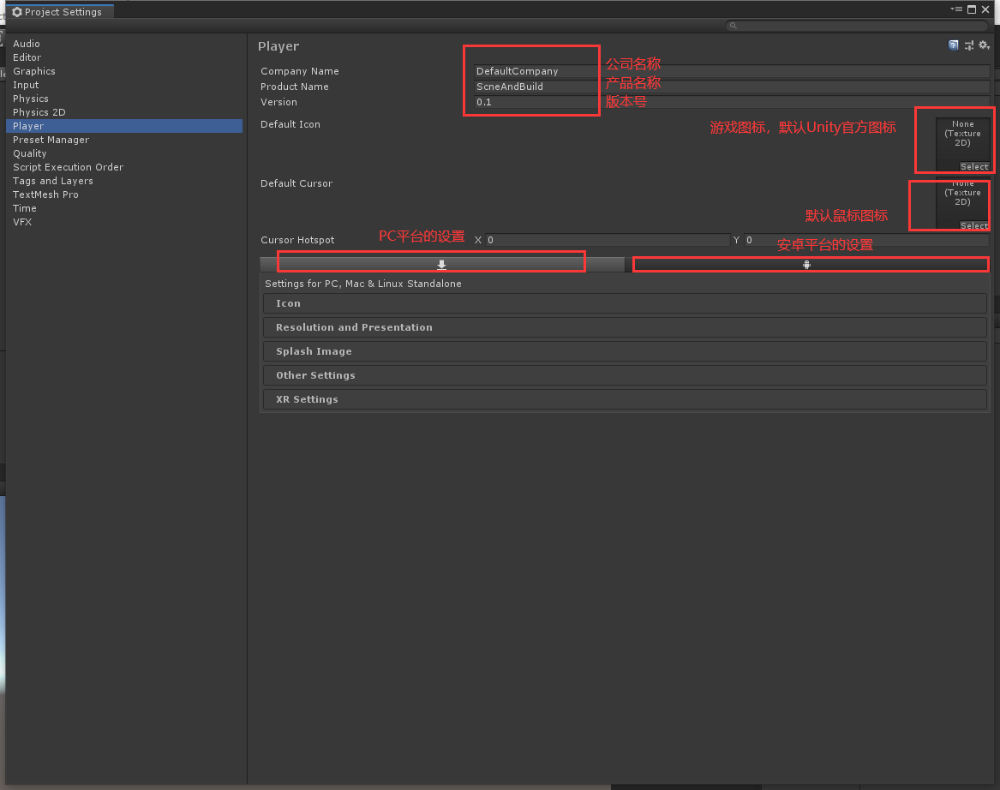 Project Settings
Audio
Editor
Graphics
Input
Physics
Physics 2D
Player
Preset Manager
Quality
Script Execution Order
Tags and Layers
TextMesh Pro
Time
VFX
Player
Company Name DefaultCompany 公司名称
Product Name ScneAndBuild 产品名称
Version 0.1 版本号
Default Icon 游戏图标，默认Unity官方图标 None
(Texture
2D)
Select
Default Cursor None
(Texture
2D)
默认鼠标图标 Select
Cursor Hotspot PC平台的设置 X 0 Y 0 安卓平台的设置
Settings for PC, Mac & Linux Standalone
Icon
Resolution and Presentation
Splash Image
Other Settings
XR Settings